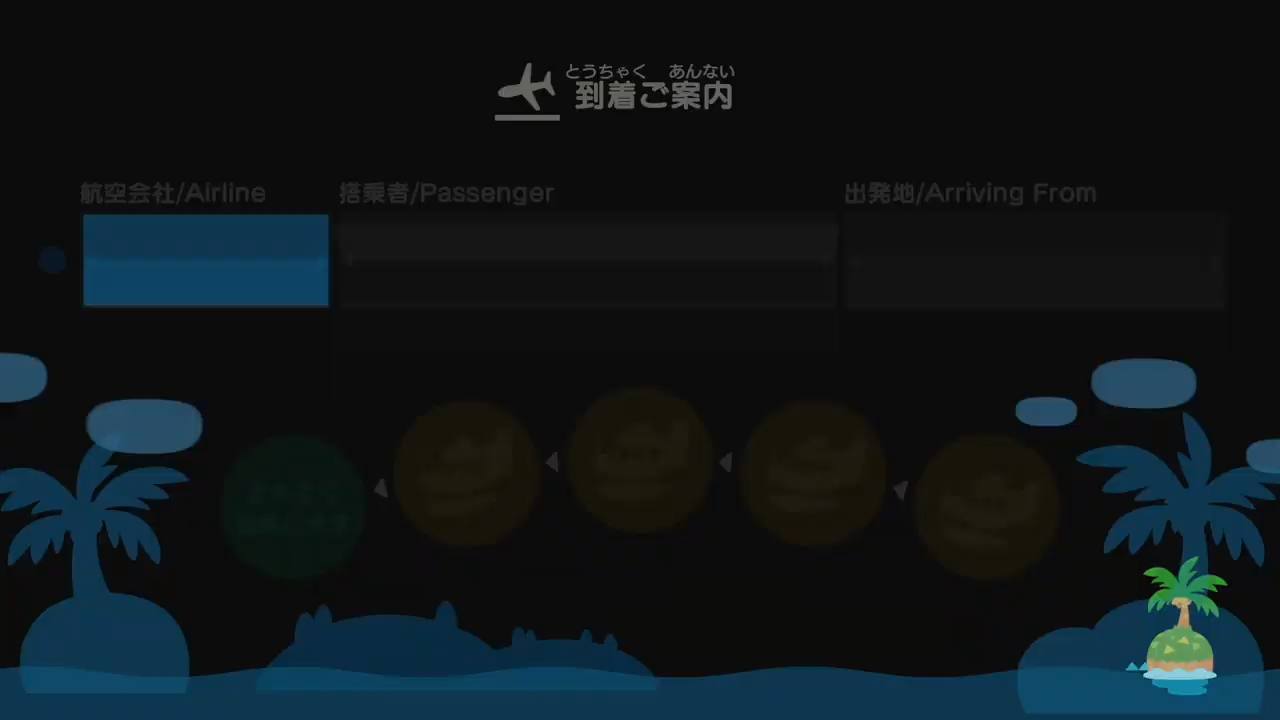 とうちゃく あんない
到着ご案内
航空会社/Airline
搭乗者/Passenger
出発地/Arriving From